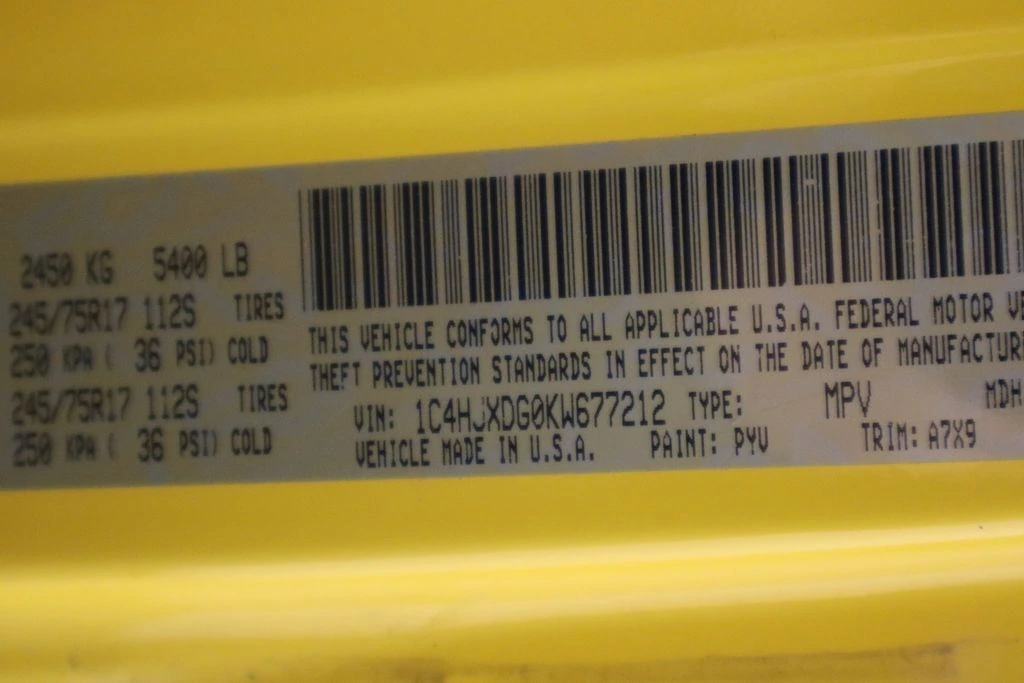 2450 KG 5400 LB
245/75R17 112S TIRES
250 KPA ( 36 PSI) COLD
245/75R17 112S TIRES
250 KPA ( 36 PSI) COLD
THIS VEHICLE CONFORMS TO ALL APPLICABLE U.S.A. FEDERAL MOTOR VE
THEFT PREVENTION STANDARDS IN EFFECT ON THE DATE OF MANUFACTURE
VIN: 1C4HJXDG0KW677212 TYPE: MPV MDH
VEHICLE MADE IN U.S.A. PAINT: PYV TRIM: A7X9